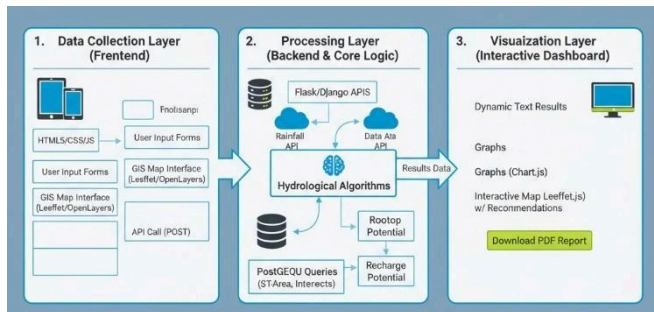 1. Data Collection Layer
(Frentend)
Fnolısanpı
HTML5/CSS/JS
User Input Forms
User Input Forms
GIS Map Interface
(Lesffet/OpenLayers)
GIS Map Interface
(Leeffet/OpenLayers)
API Call (POST)
2. Processing Layer
(Backend & Core Logic)
Flask/Django APIS
Rainfall
API
Data Ata
API
Hydrological Algorithms
Results Data
Rootop
Potential
PostGEQU Queries
(ST-Area, Interects)
Recharge
Potential
3. Visuaization Layer
(Interactive Dashboard)
Dynamic Text Results
Graphs
Graphs (Chart.js)
Interactive Map Leeffet,js)
w/ Recommendations
Download PDF Report